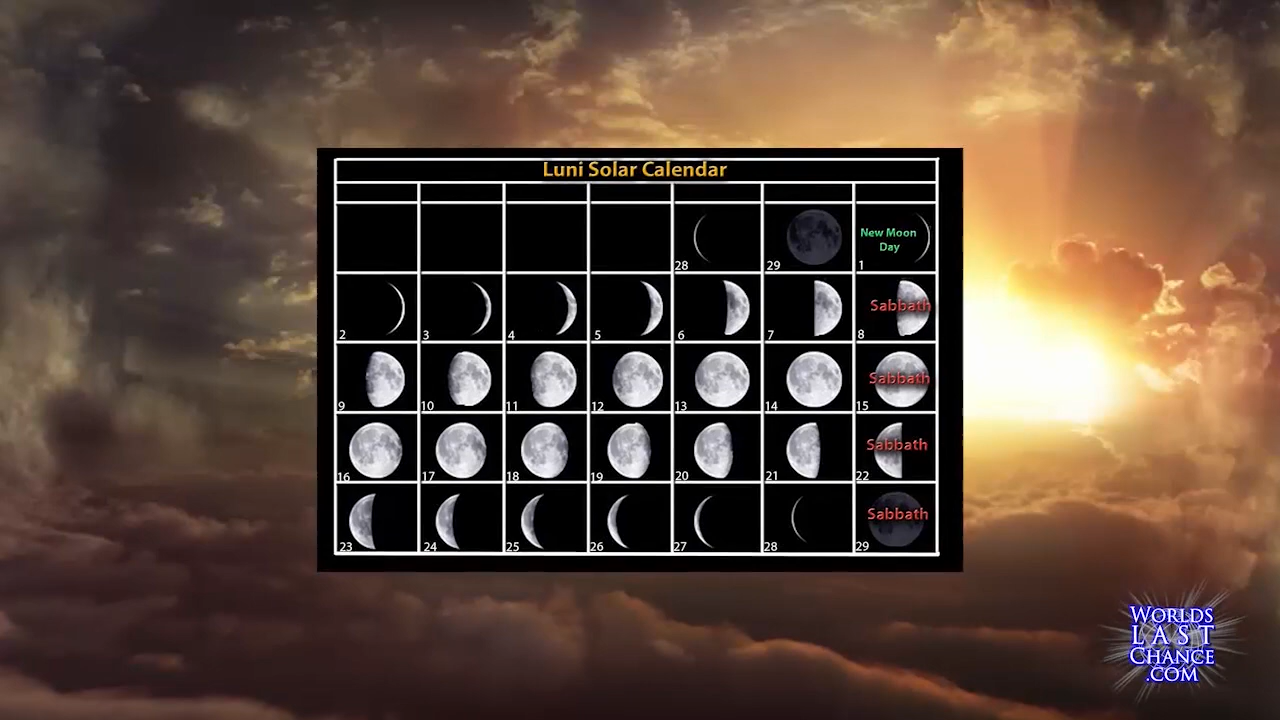 Luni Solar Calendar
28 29 New Moon
Day
1
2 3 4 5 6 7 Sabbath
8
9 10 11 12 13 14 Sabbath
15
16 17 18 19 20 21 Sabbath
22
23 24 25 26 27 28 Sabbath
29
WORLDS
LAST
CHANCE
.COM